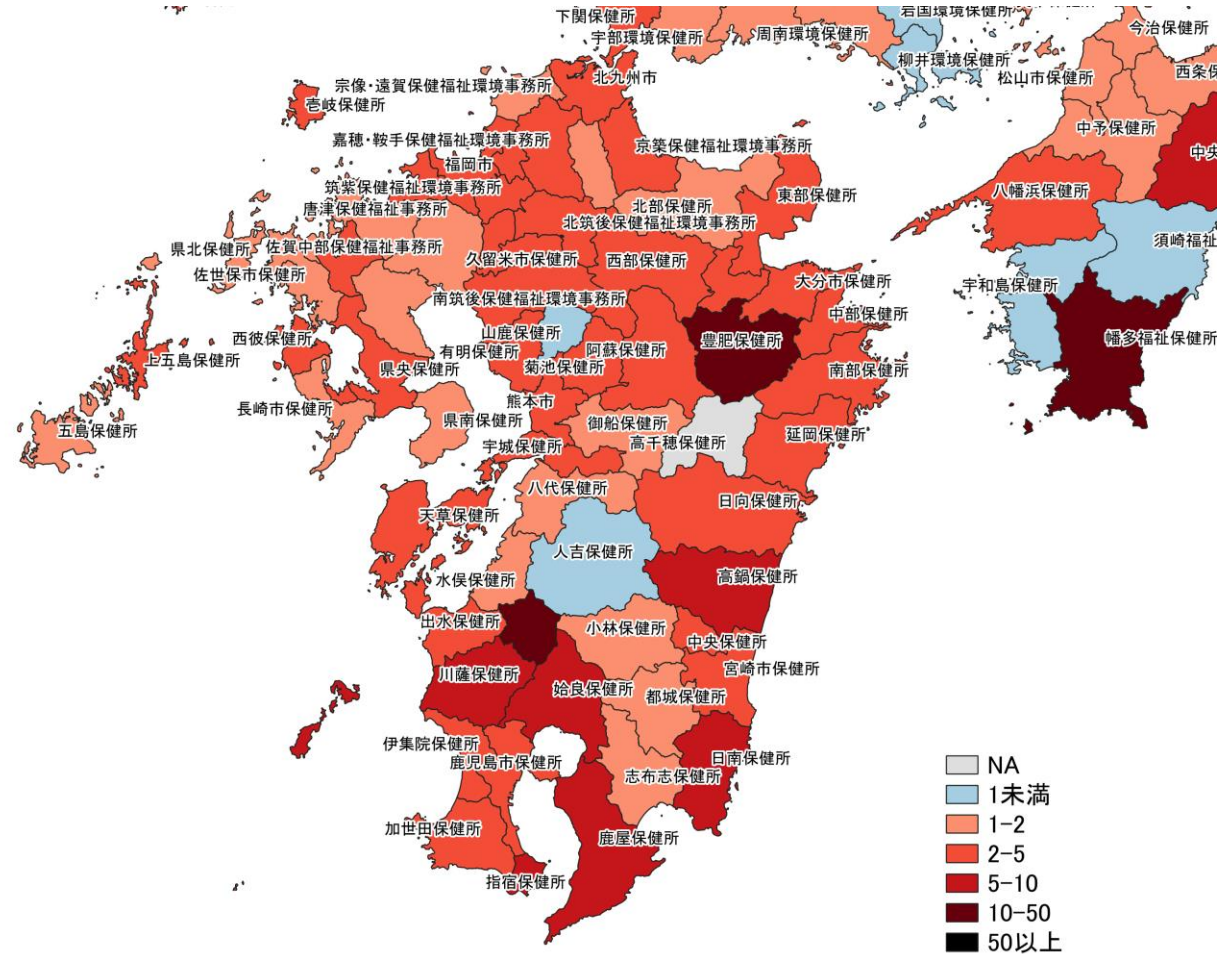 下関保健所
岩国環境保健所
宇部環境保健所
周南環境保健所
今治保健所
柳井環境保健所
松山市保健所
西条保
宗像・遠賀保健福祉環境事務所
北九州市
壱岐保健所
中予保健所
嘉穂・鞍手保健福祉環境事務所
京築保健福祉環境事務所
中央
福岡市
筑紫保健福祉環境事務所
東部保健所
八幡浜保健所
唐津保健福祉事務所
北部保健所
北筑後保健福祉環境事務所
県北保健所
佐賀中部保健福祉事務所
須崎福祉
久留米市保健所
西部保健所
佐世保市保健所
大分市保健所
宇和島保健所
南筑後保健福祉環境事務所
中部保健所
西彼保健所
山鹿保健所
豊肥保健所
幡多福祉保健所
有明保健所
阿蘇保健所
上五島保健所
県央保健所
菊池保健所
南部保健所
長崎市保健所
熊本市
県南保健所
御船保健所
五島保健所
延岡保健所
宇城保健所
高千穂保健所
八代保健所
日向保健所
天草保健所
人吉保健所
水俣保健所
高鍋保健所
出水保健所
小林保健所
中央保健所
宮崎市保健所
川薩保健所
姶良保健所
都城保健所
伊集院保健所
鹿児島市保健所
志布志保健所
日南保健所
加世田保健所
鹿屋保健所
指宿保健所
NA
1未満
1-2
2-5
5-10
10-50
50以上